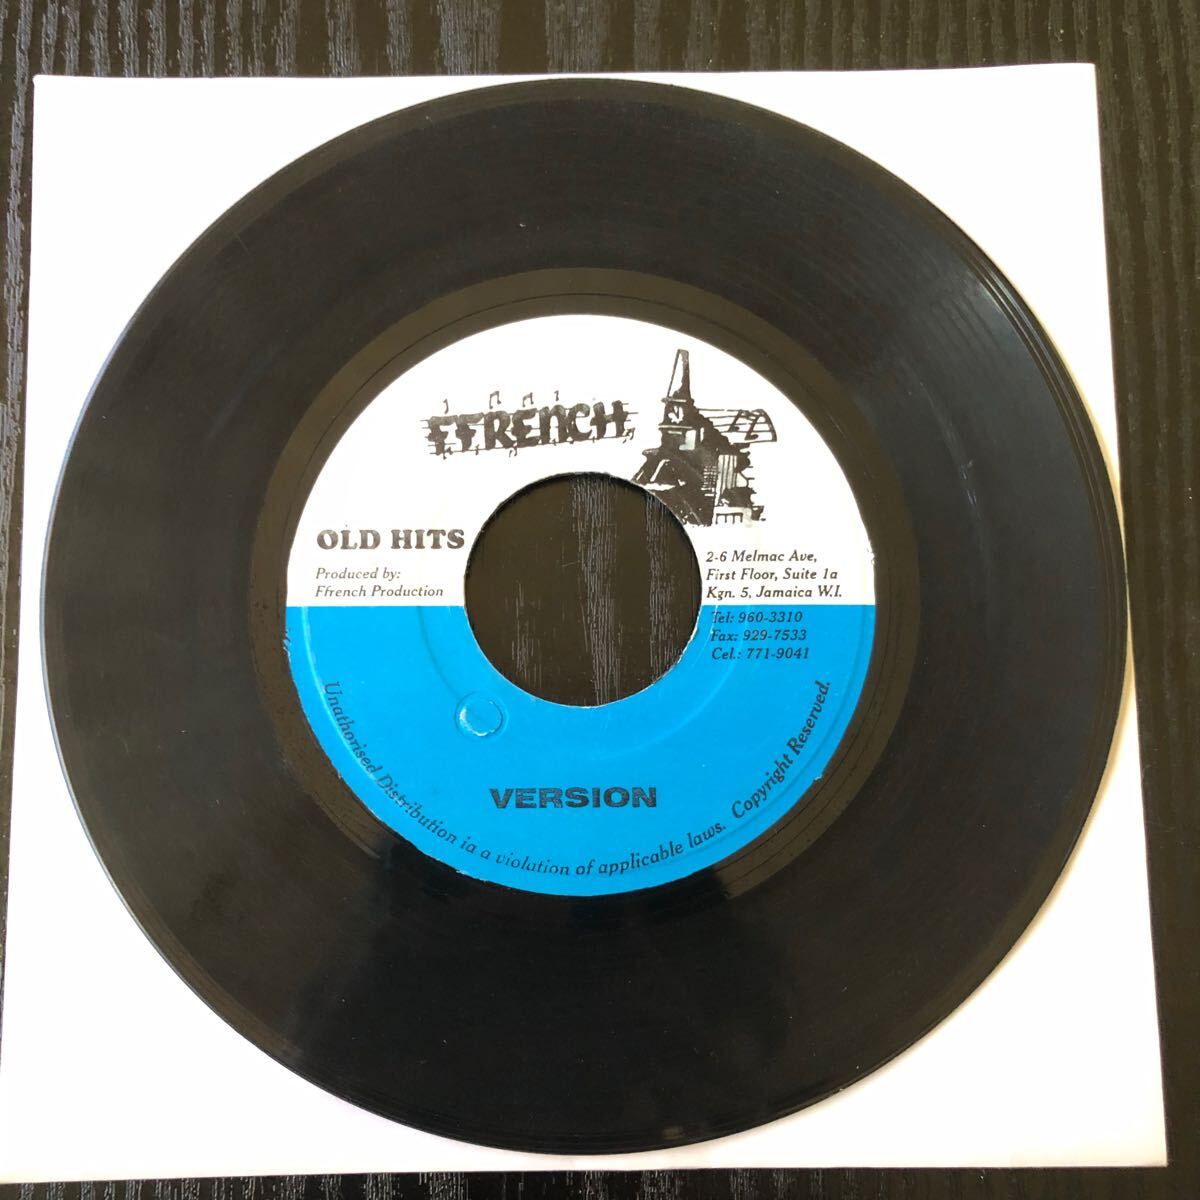 FFRENCH
OLD HITS
Produced by:
Ffrench Production
2-6 Melmac Ave,
First Floor, Suite 1a
Kgn. 5, Jamaica W.I.
Tel: 960-3310
Fax: 929-7533
Cel.: 771-9041
VERSION
Unathorised Distribution ia a violation of applicable laws. Copyright Reserved.